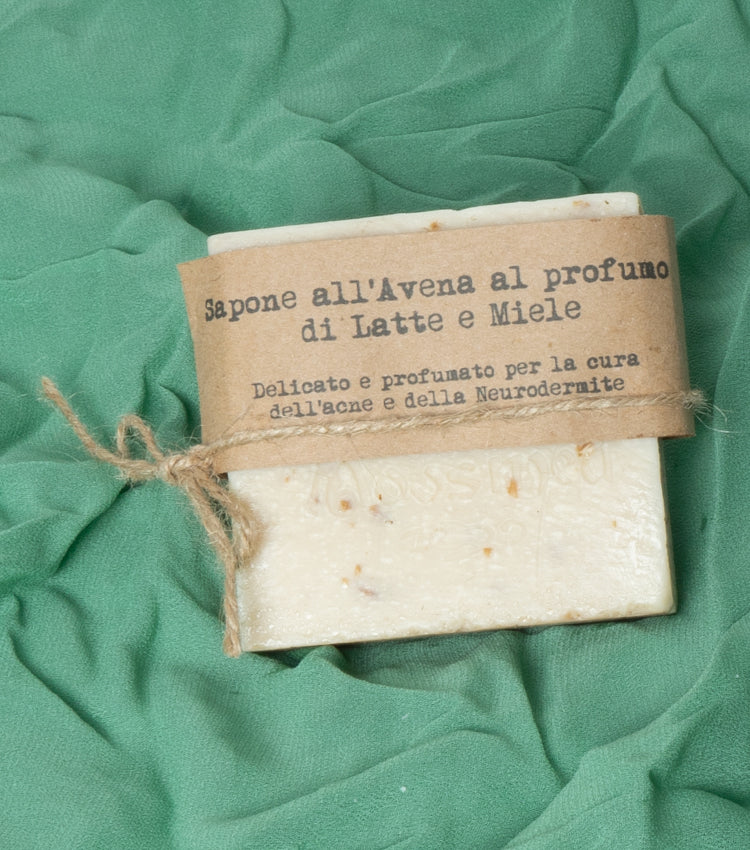 Sapone all'Avena al profumo
di Latte e Miele
Delicato e profumato per la cura
dell'acne e della Neurodermite